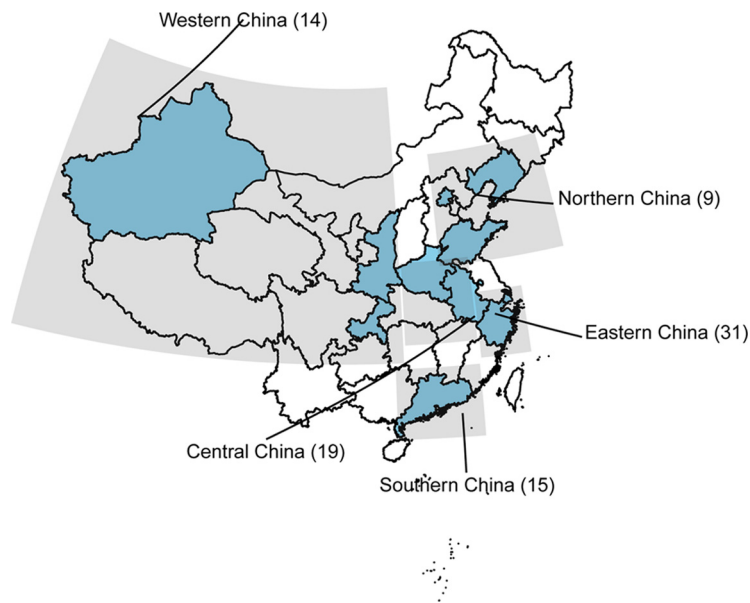 Western China (14)
Northern China (9)
Eastern China (31)
Central China (19)
Southern China (15)